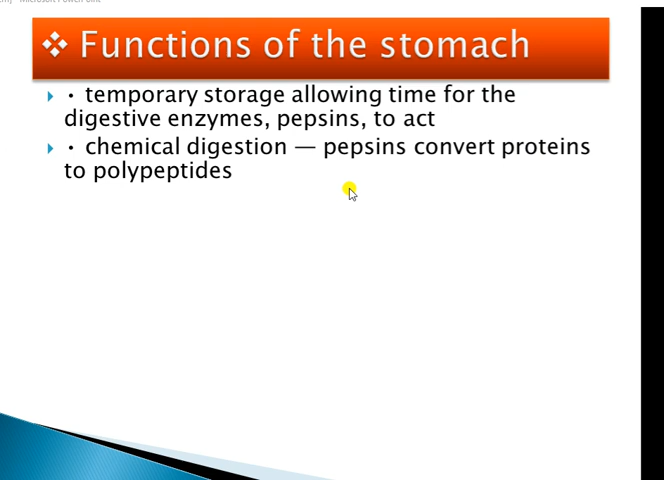 ❖ Functions of the stomach
• temporary storage allowing time for the
digestive enzymes, pepsins, to act
• chemical digestion — pepsins convert proteins
to polypeptides